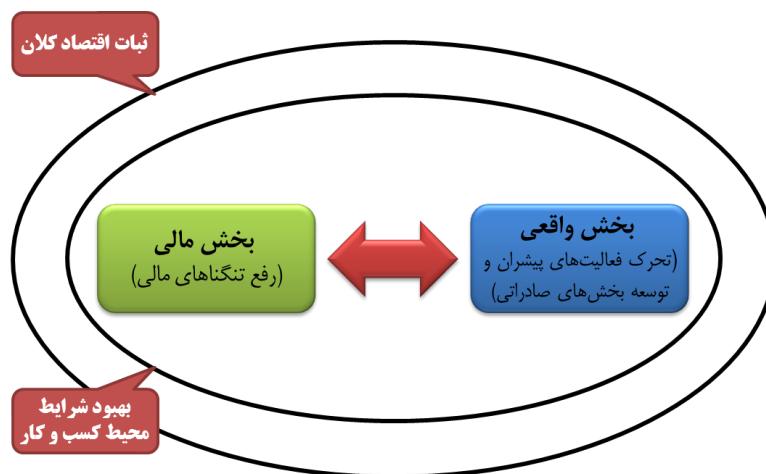 ثبات اقتصاد کلان
بخش واقعی
(تحرک فعالیت‌های پیشران و
توسعه بخش‌های صادراتی)
بخش مالی
(رفع تنگناهای مالی)
بهبود شرایط
محیط کسب و کار